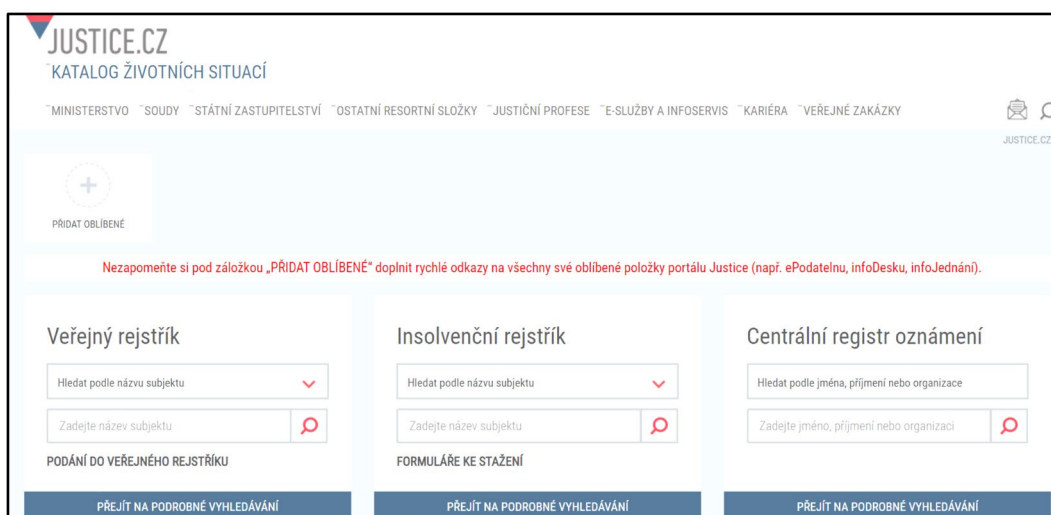 JUSTICE.CZ
KATALOG ŽIVOTNÍCH SITUACÍ
MINISTERSTVO SOUDY STÁTNÍ ZASTUPITELSTVÍ OSTATNÍ RESORTNÍ SLOŽKY JUSTIČNÍ PROFESE E-SLUŽBY A INFOSERVIS KARIÉRA VEŘEJNÉ ZAKÁZKY
JUSTICE.CZ
PŘIDAT OBLÍBENÉ
Nezapomeňte si pod záložkou „PŘIDAT OBLÍBENÉ“ doplnit rychlé odkazy na všechny své oblíbené položky portálu Justice (např. ePodatelnu, infoDesku, infoJednání).
Veřejný rejstřík
Hledat podle názvu subjektu
Zadejte název subjektu
PODÁNÍ DO VEŘEJNÉHO REJSTŘÍKU
PŘEJÍT NA PODROBNÉ VYHLEDÁVÁNÍ
Insolvenční rejstřík
Hledat podle názvu subjektu
Zadejte název subjektu
FORMULÁŘE KE STAŽENÍ
PŘEJÍT NA PODROBNÉ VYHLEDÁVÁNÍ
Centrální registr oznámení
Hledat podle jména, příjmení nebo organizace
Zadejte jméno, příjmení nebo organizaci
PŘEJÍT NA PODROBNÉ VYHLEDÁVÁNÍ